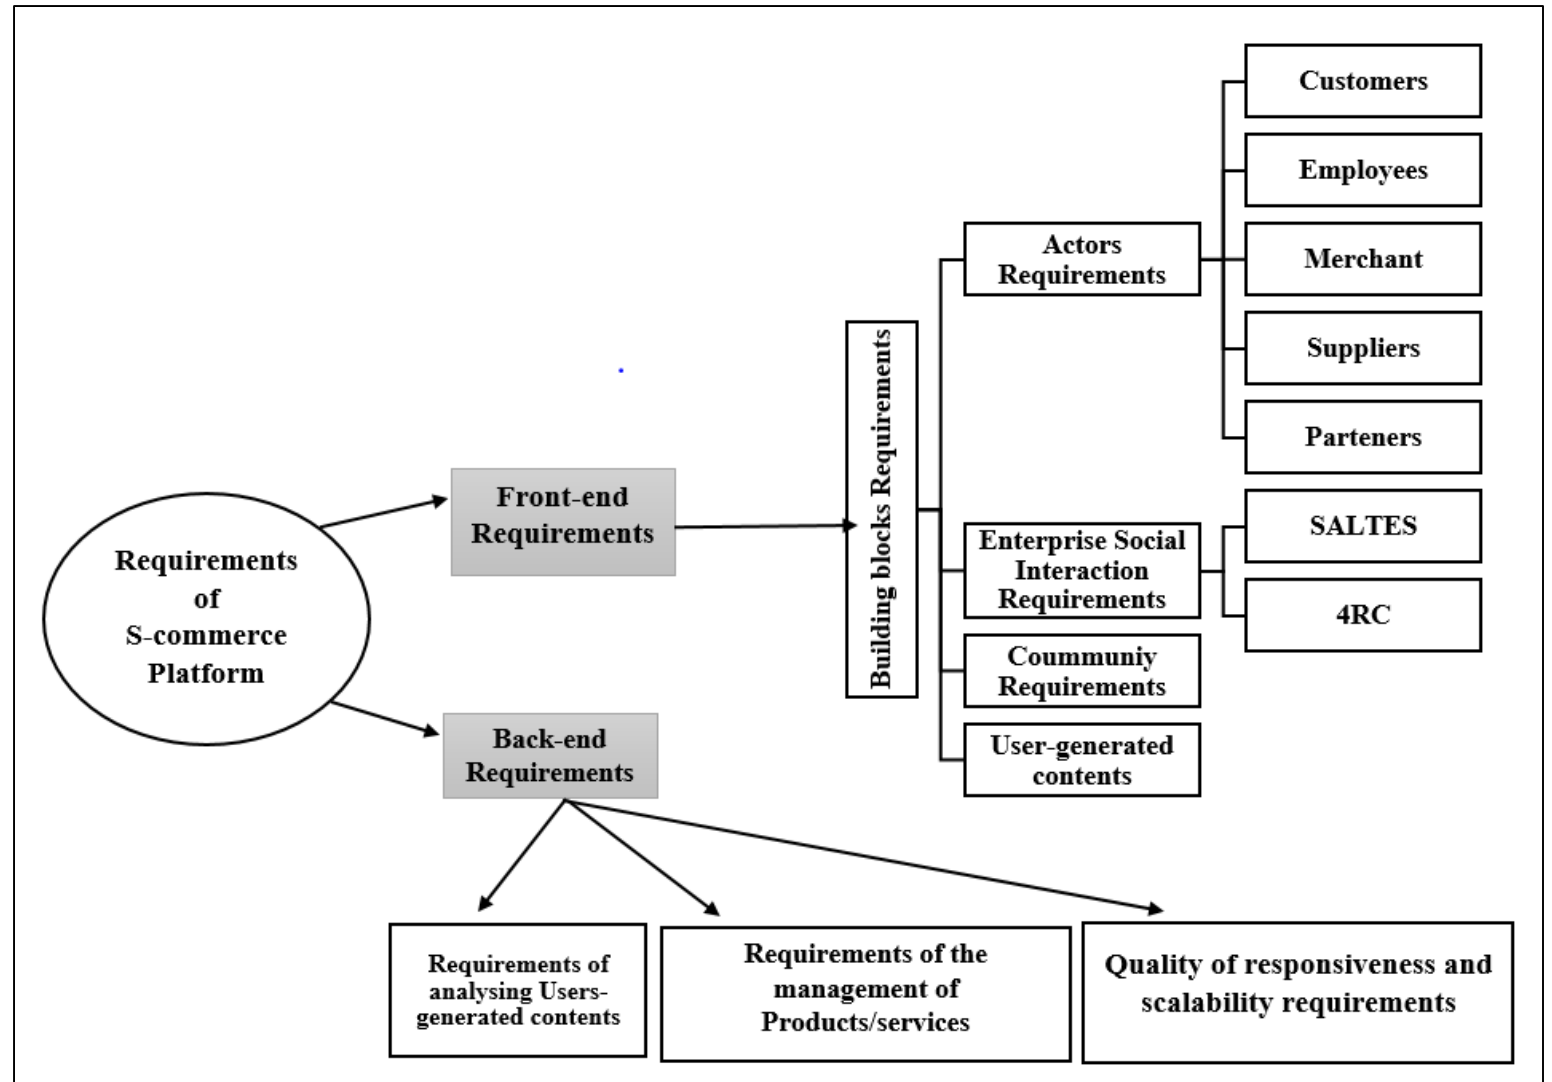 Requirements
of
S-commerce
Platform
Front-end
Requirements
Back-end
Requirements
Building blocks Requirements
Actors
Requirements
Customers
Employees
Merchant
Suppliers
Parteners
Enterprise Social
Interaction
Requirements
SALTES
4RC
Coummuniy
Requirements
User-generated
contents
Requirements of
analysing Users-
generated contents
Requirements of the
management of
Products/services
Quality of responsiveness and
scalability requirements